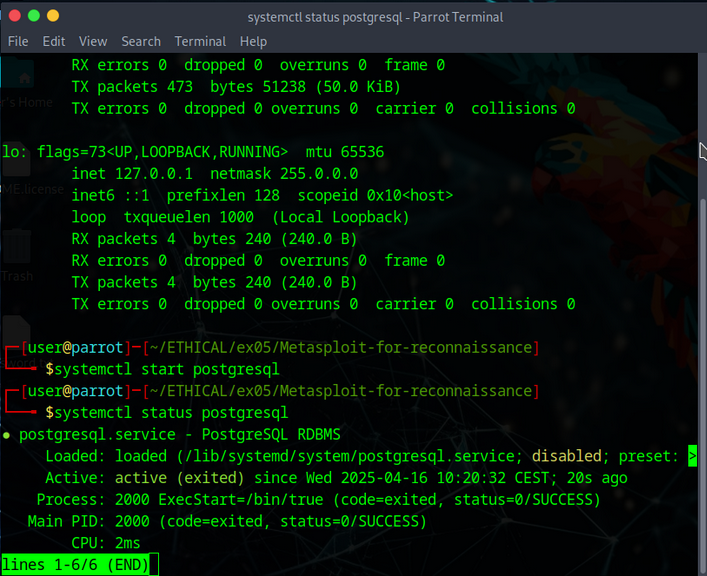 systemctl status postgresql - Parrot Terminal
File Edit View Search Terminal Help
RX errors 0 dropped 0 overruns 0 frame 0
TX packets 473 bytes 51238 (50.0 KiB)
TX errors 0 dropped 0 overruns 0 carrier 0 collisions 0
lo: flags=73<UP,LOOPBACK,RUNNING> mtu 65536
inet 127.0.0.1 netmask 255.0.0.0
inet6 ::1 prefixlen 128 scopeid 0x10<host>
loop txqueuelen 1000 (Local Loopback)
RX packets 4 bytes 240 (240.0 B)
RX errors 0 dropped 0 overruns 0 frame 0
TX packets 4 bytes 240 (240.0 B)
TX errors 0 dropped 0 overruns 0 carrier 0 collisions 0
┌─[user@parrot]─[~/ETHICAL/ex05/Metasploit-for-reconnaissance]
└──╼ $systemctl start postgresql
┌─[user@parrot]─[~/ETHICAL/ex05/Metasploit-for-reconnaissance]
└──╼ $systemctl status postgresql
● postgresql.service - PostgreSQL RDBMS
Loaded: loaded (/lib/systemd/system/postgresql.service; disabled; preset: >
Active: active (exited) since Wed 2025-04-16 10:20:32 CEST; 20s ago
Process: 2000 ExecStart=/bin/true (code=exited, status=0/SUCCESS)
Main PID: 2000 (code=exited, status=0/SUCCESS)
CPU: 2ms
lines 1-6/6 (END)
r's Home
ME.license
Trash